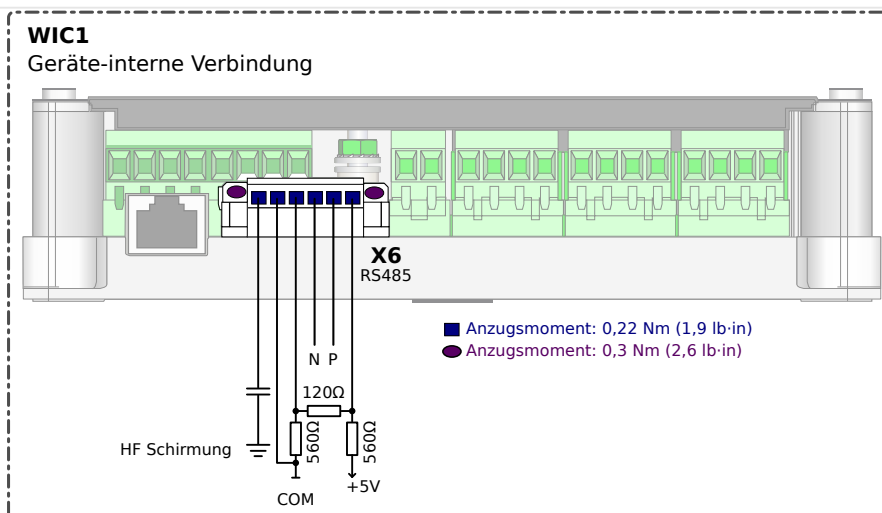 WIC1
Geräte-interne Verbindung
X6
RS485
Anzugsmoment: 0,22 Nm (1,9 lb·in)
Anzugsmoment: 0,3 Nm (2,6 lb·in)
N P
120Ω
560Ω
560Ω
HF Schirmung
+5V
COM